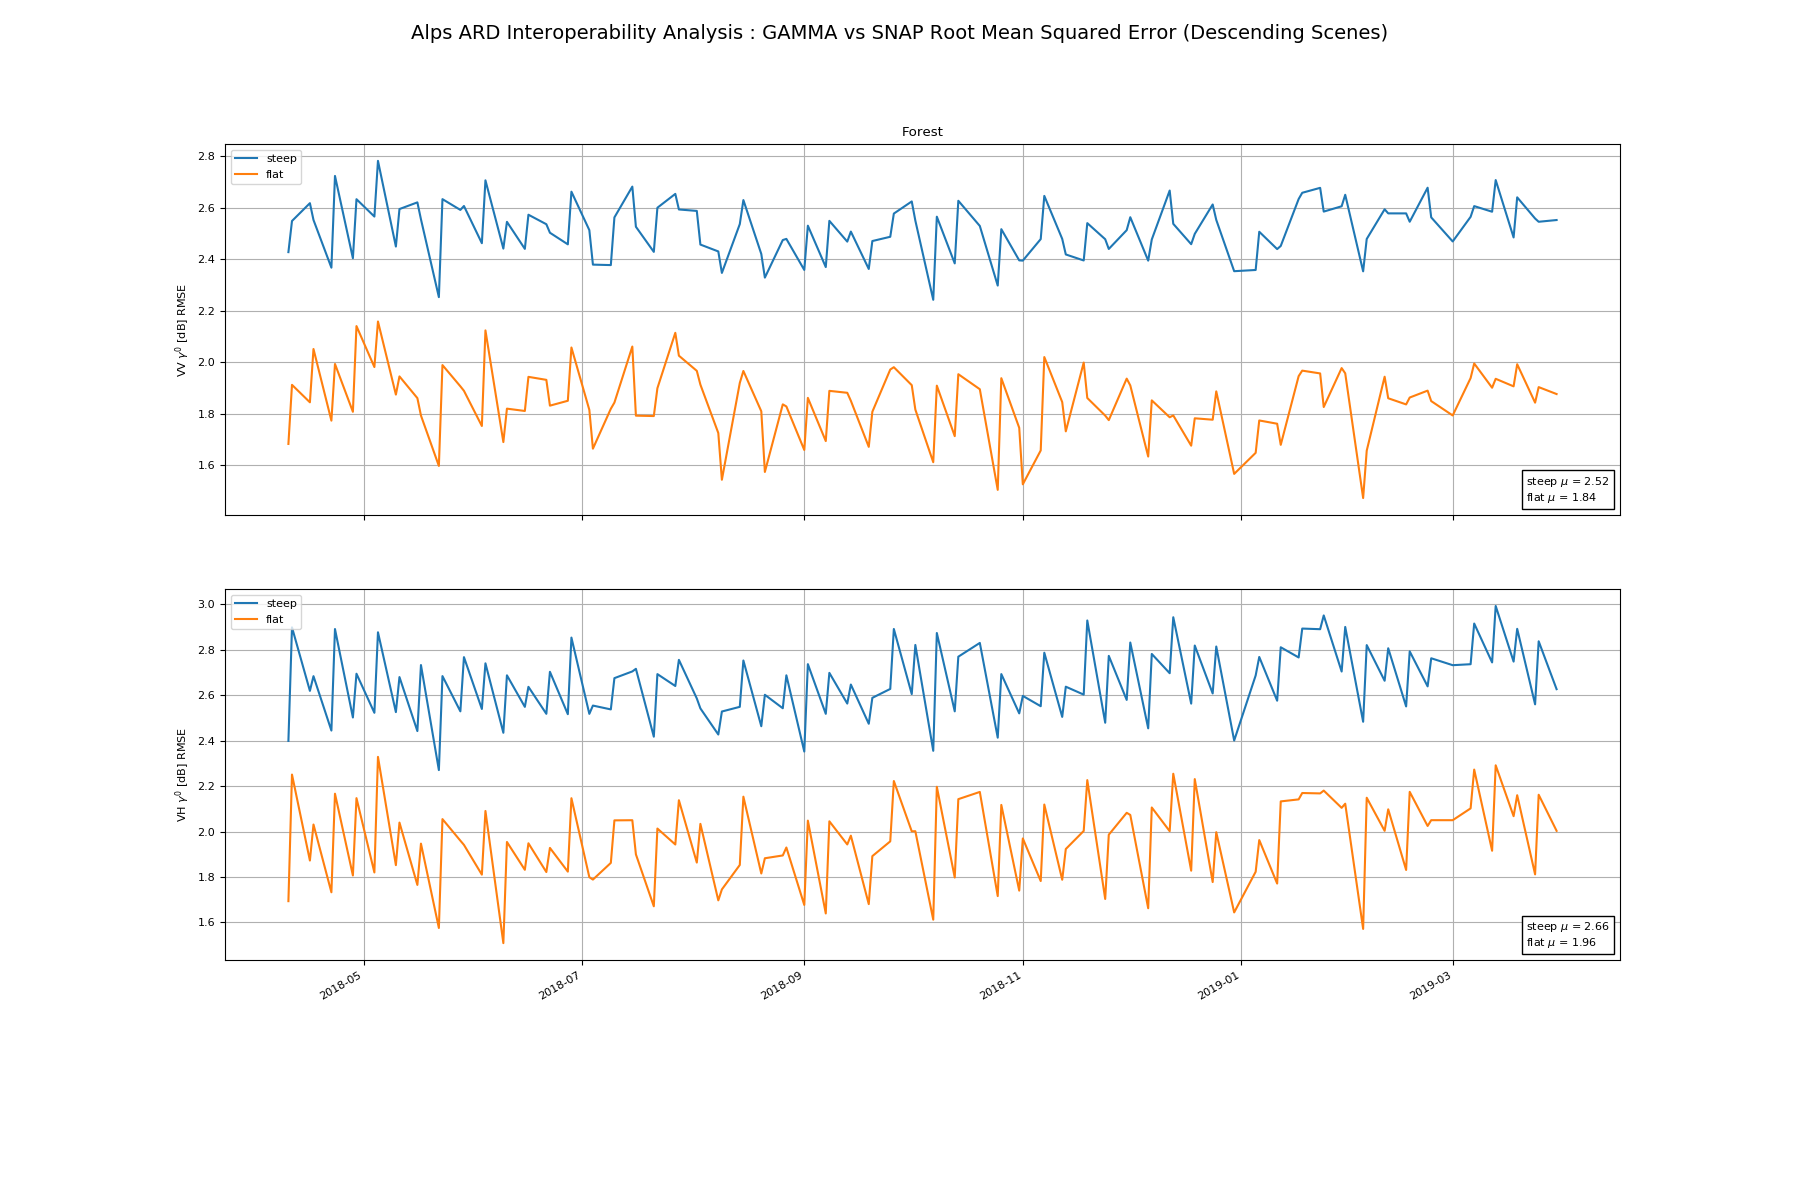 Alps ARD Interoperability Analysis : GAMMA vs SNAP Root Mean Squared Error (Descending Scenes)
Forest
steep
flat
VV γ⁰ [dB] RMSE
2.8
2.6
2.4
2.2
2.0
1.8
1.6
steep μ = 2.52
flat μ = 1.84
steep
flat
VH γ⁰ [dB] RMSE
3.0
2.8
2.6
2.4
2.2
2.0
1.8
1.6
steep μ = 2.66
flat μ = 1.96
2018-05
2018-07
2018-09
2018-11
2019-01
2019-03